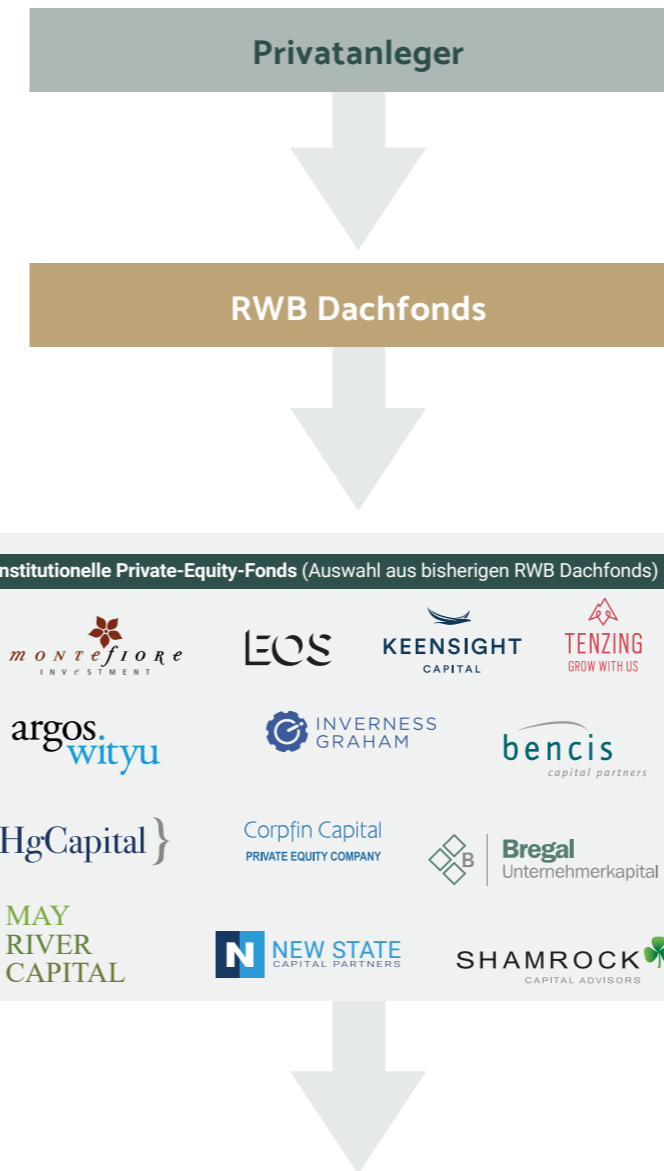 Privatanleger
RWB Dachfonds
nstitutionelle Private-Equity-Fonds (Auswahl aus bisherigen RWB Dachfonds)
montefiore
INVESTMENT
EOS
KEENSIGHT
CAPITAL
TENZING
GROW WITH US
argos
wityu
INVERNESS
GRAHAM
bencis
capital partners
HgCapital}
Corpfin Capital
PRIVATE EQUITY COMPANY
B
Bregal
Unternehmerkapital
MAY
RIVER
CAPITAL
N
NEW STATE
CAPITAL PARTNERS
SHAMROCK
CAPITAL ADVISORS